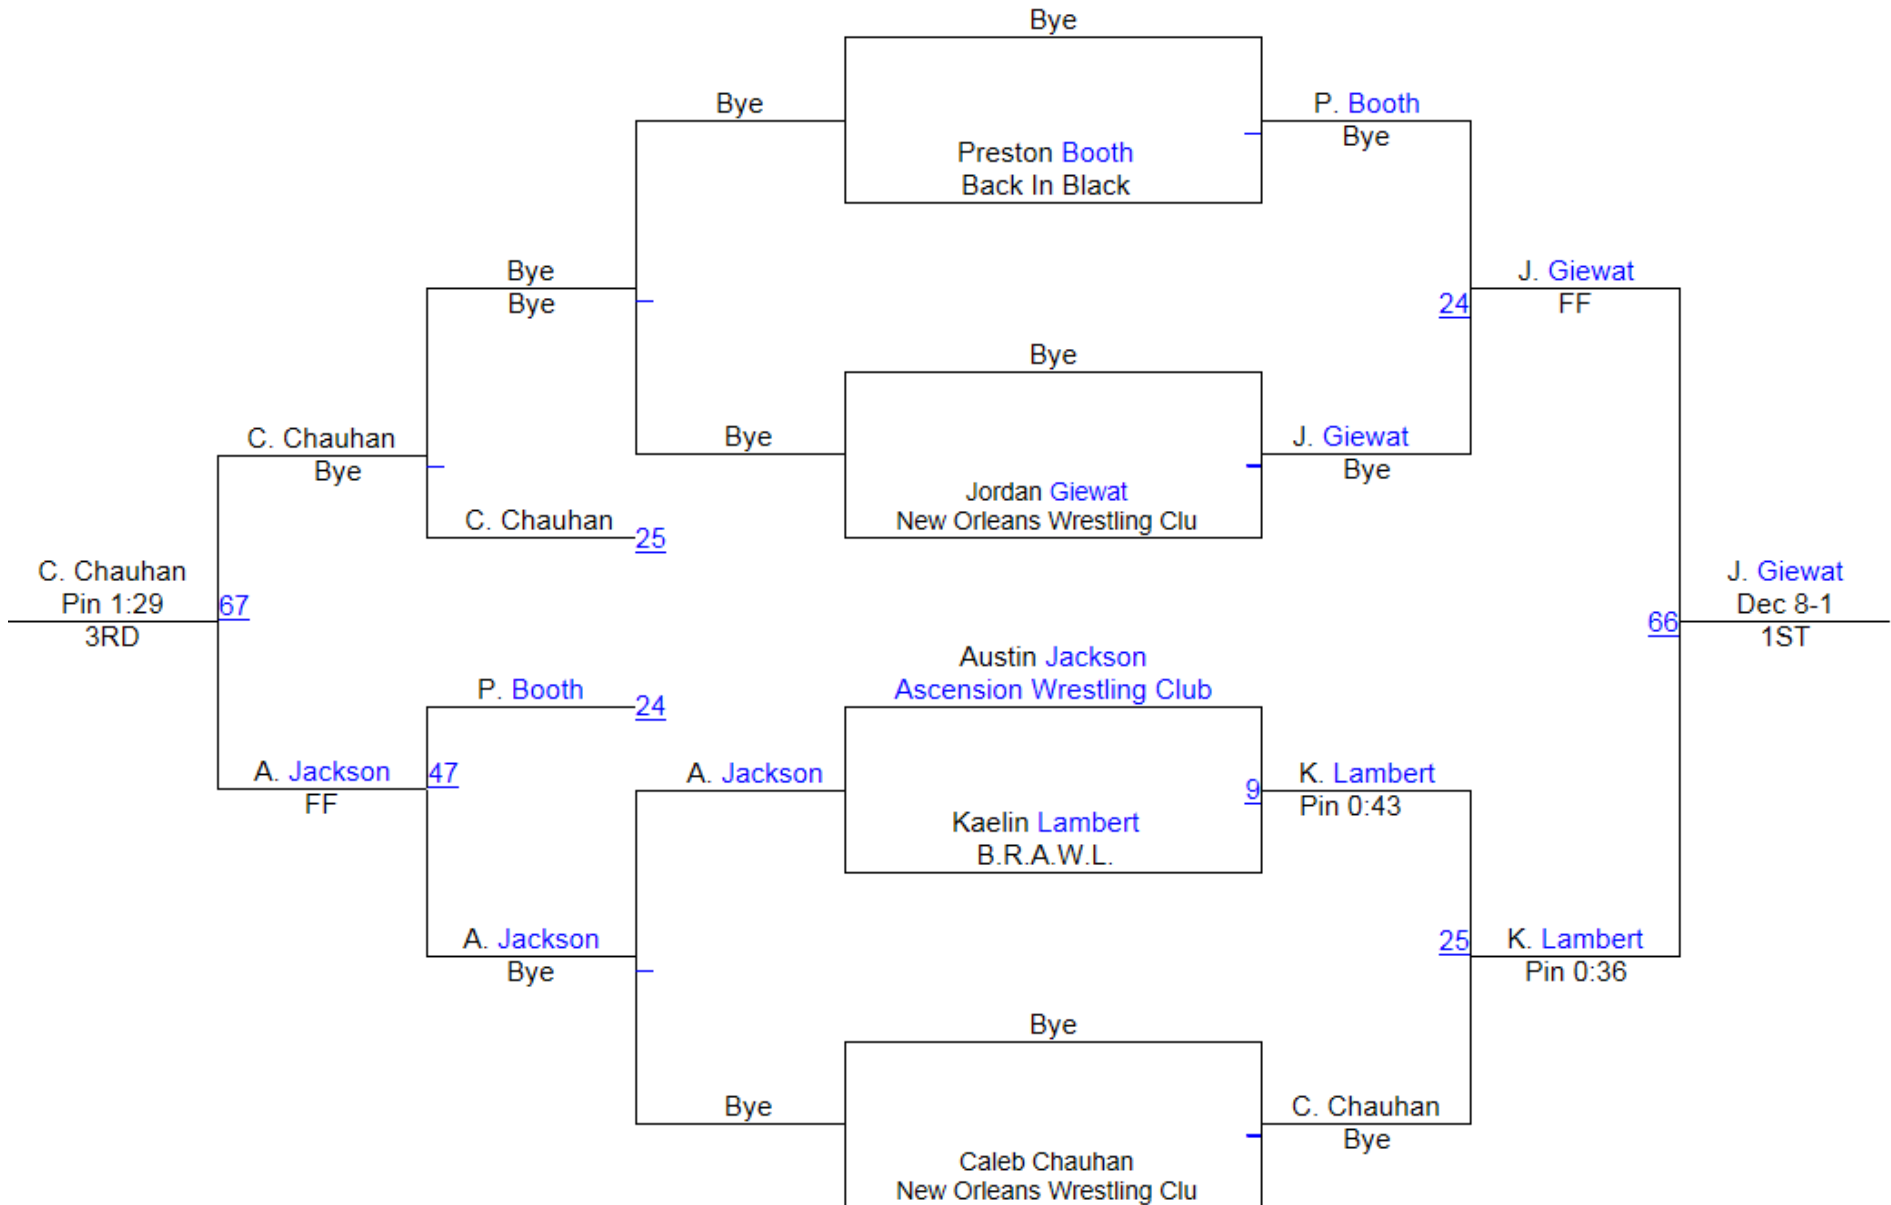 Bye
Bye
P. Booth
Bye
Preston Booth
Back In Black
Bye
Bye
J. Giewat
FF
24
Bye
Bye
J. Giewat
Bye
C. Chauhan
Bye
Jordan Giewat
New Orleans Wrestling Clu
C. Chauhan
25
C. Chauhan
Pin 1:29
3RD
67
J. Giewat
Dec 8-1
1ST
66
Austin Jackson
Ascension Wrestling Club
P. Booth
24
A. Jackson
FF
47
A. Jackson
K. Lambert
Pin 0:43
9
Kaelin Lambert
B.R.A.W.L.
A. Jackson
Bye
25
K. Lambert
Pin 0:36
Bye
Bye
C. Chauhan
Bye
Caleb Chauhan
New Orleans Wrestling Clu